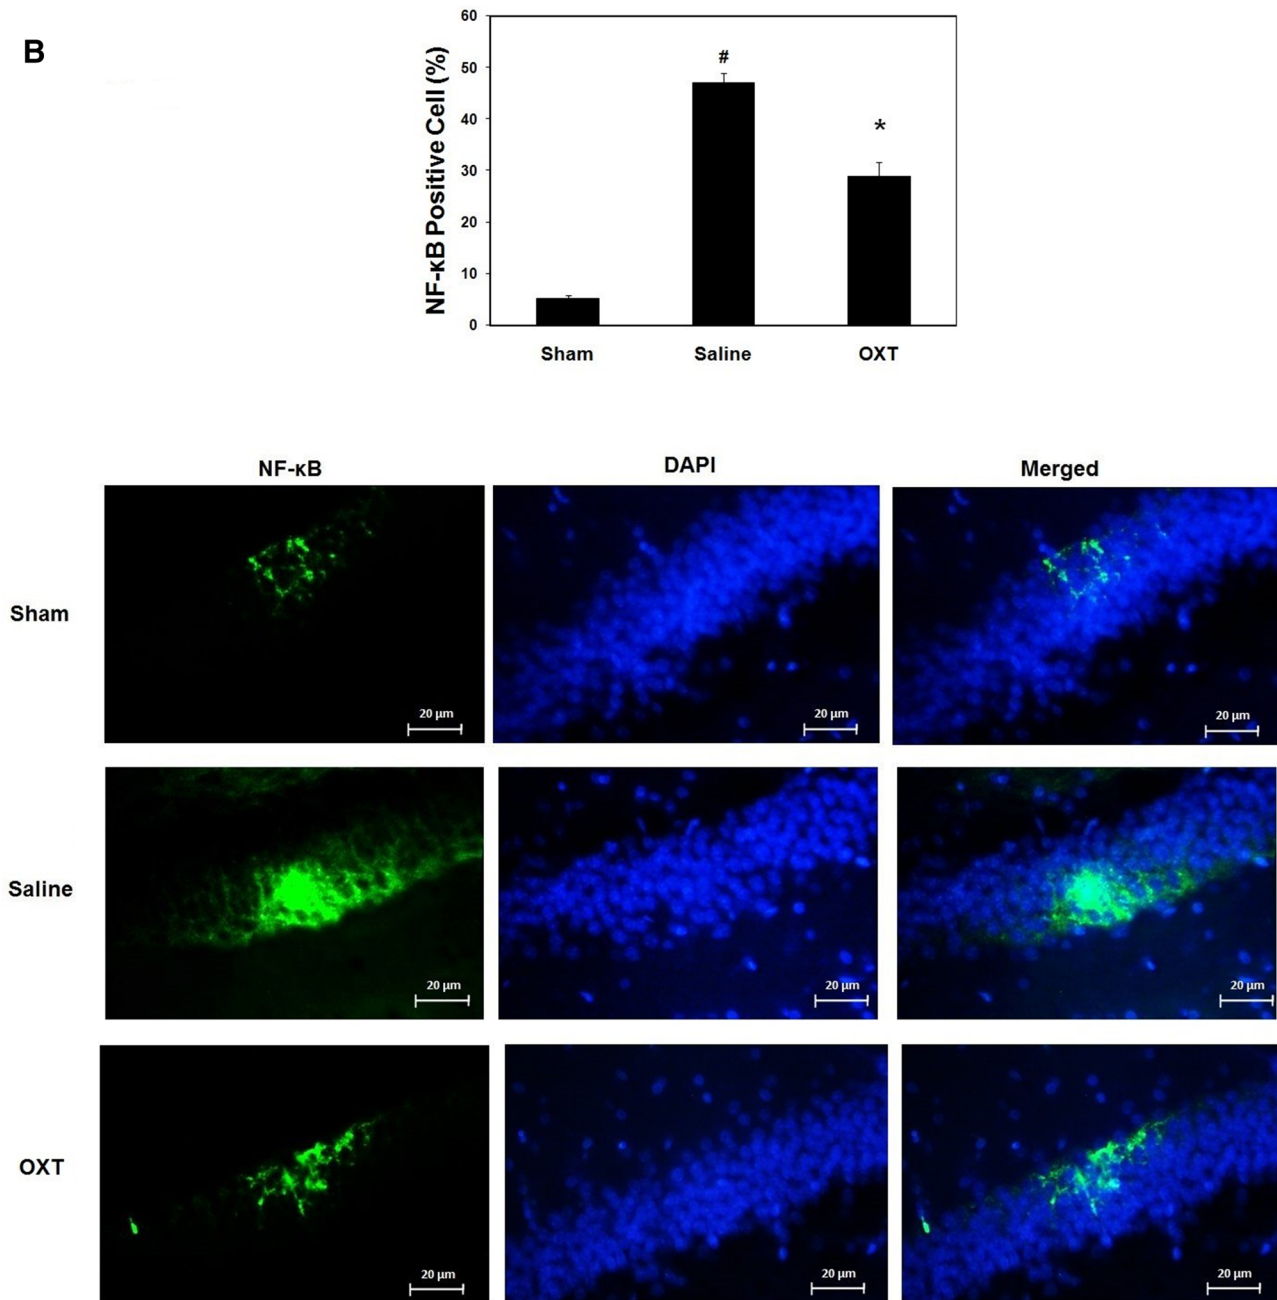 B
NF-κB Positive Cell (%)
60
50
40
30
20
10
0
#
*
Sham Saline OXT
NF-κB DAPI Merged
Sham
20 µm 20 µm 20 µm
Saline
20 µm 20 µm 20 µm
OXT
20 µm 20 µm 20 µm